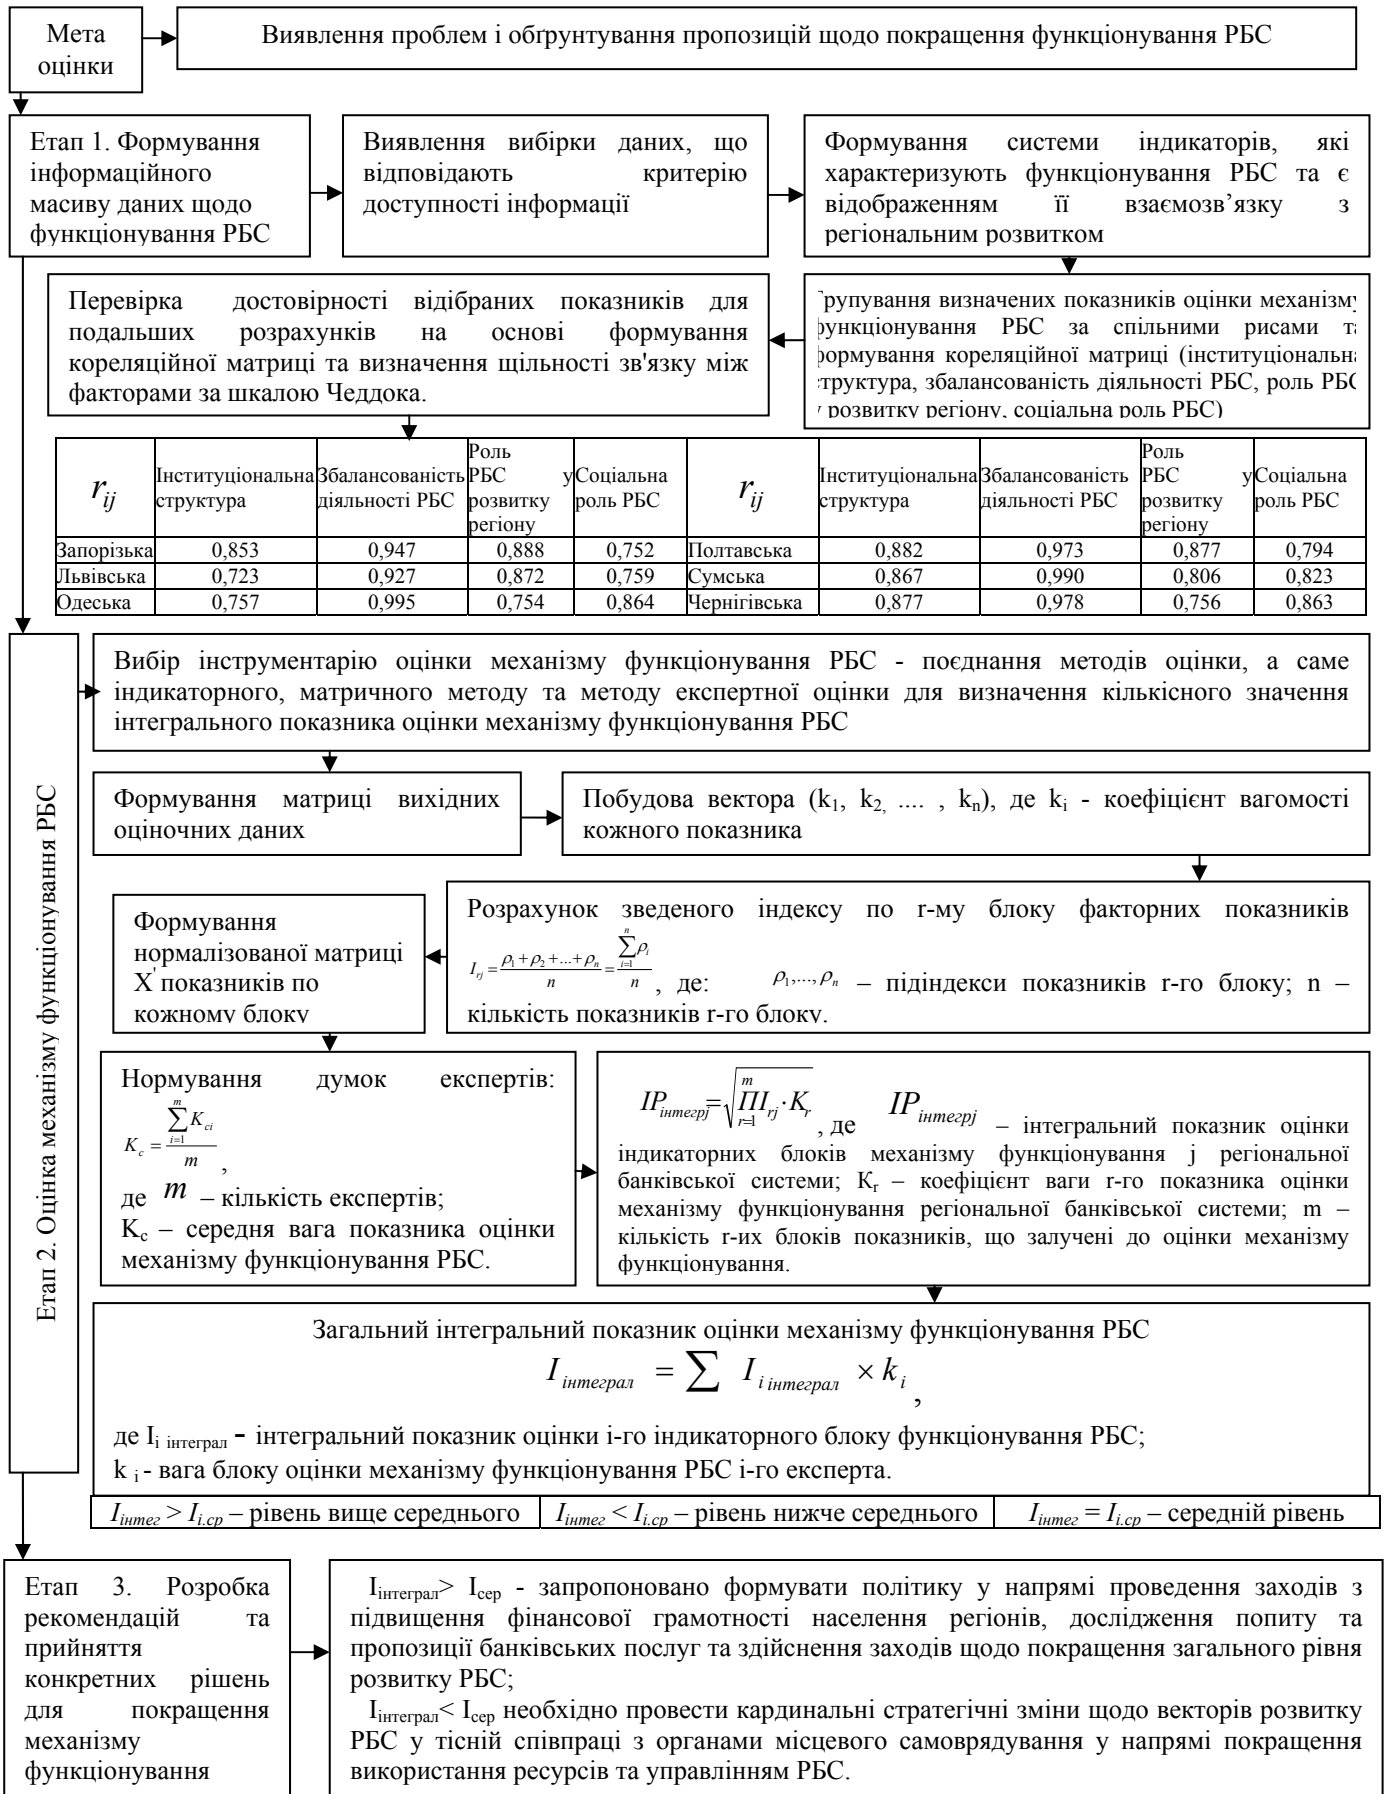 Мета
оцінки
Виявлення проблем і обґрунтування пропозицій щодо покращення функціонування РБС
Етап 1. Формування
інформаційного
масиву даних щодо
функціонування РБС
Виявлення вибірки даних, що
відповідають критерію
доступності інформації
Формування системи індикаторів, які
характеризують функціонування РБС та є
відображенням її взаємозв’язку з
регіональним розвитком
Групування визначених показників оцінки механізму
функціонування РБС за спільними рисами та
формування кореляційної матриці (інституціональна
структура, збалансованість діяльності РБС, роль РБС
у розвитку регіону, соціальна роль РБС)
Перевірка достовірності відібраних показників для
подальших розрахунків на основі формування
кореляційної матриці та визначення щільності зв'язку між
факторами за шкалою Чеддока.
r_ij Інституціональна структура Збалансованість діяльності РБС Роль РБС у розвитку регіону Соціальна роль РБС r_ij Інституціональна структура Збалансованість діяльності РБС Роль РБС у розвитку регіону Соціальна роль РБС
Запорізька 0,853 0,947 0,888 0,752 Полтавська 0,882 0,973 0,877 0,794
Львівська 0,723 0,927 0,872 0,759 Сумська 0,867 0,990 0,806 0,823
Одеська 0,757 0,995 0,754 0,864 Чернігівська 0,877 0,978 0,756 0,863
Етап 2. Оцінка механізму функціонування РБС
Вибір інструментарію оцінки механізму функціонування РБС - поєднання методів оцінки, а саме
індикаторного, матричного методу та методу експертної оцінки для визначення кількісного значення
інтегрального показника оцінки механізму функціонування РБС
Формування матриці вихідних
оціночних даних
Побудова вектора (k₁, k₂, .... , kₙ), де kᵢ - коефіцієнт вагомості
кожного показника
Розрахунок зведеного індексу по r-му блоку факторних показників
I_rj = (ρ₁ + ρ₂ + ... + ρₙ)/n = (∑_{i=1}^{n} ρᵢ)/n , де: ρ₁,..., ρₙ – підіндекси показників r-го блоку; n –
кількість показників r-го блоку.
Формування
нормалізованої матриці
X' показників по
кожному блоку
Нормування думок експертів:
K_c = (∑_{i=1}^{m} K_ci)/m ,
де m – кількість експертів;
K_c – середня вага показника оцінки
механізму функціонування РБС.
IP_інтегрj = √(Π_{r=1}^{m} I_rj · K_r) , де IP_інтегрj – інтегральний показник оцінки
індикаторних блоків механізму функціонування j регіональної
банківської системи; К_r – коефіцієнт ваги r-го показника оцінки
механізму функціонування регіональної банківської системи; m –
кількість r-их блоків показників, що залучені до оцінки механізму
функціонування.
Загальний інтегральний показник оцінки механізму функціонування РБС
I_інтеграл = ∑ I_i інтеграл × k_i ,
де I_i інтеграл - інтегральний показник оцінки і-го індикаторного блоку функціонування РБС;
k_i - вага блоку оцінки механізму функціонування РБС і-го експерта.
I_інтег > I_i.ср – рівень вище середнього I_інтег < I_i.ср – рівень нижче середнього I_інтег = I_i.ср – середній рівень
Етап 3. Розробка
рекомендацій та
прийняття
конкретних рішень
для покращення
механізму
функціонування
I_інтеграл> I_сер - запропоновано формувати політику у напрямі проведення заходів з
підвищення фінансової грамотності населення регіонів, дослідження попиту та
пропозиції банківських послуг та здійснення заходів щодо покращення загального рівня
розвитку РБС;
I_інтеграл< I_сер необхідно провести кардинальні стратегічні зміни щодо векторів розвитку
РБС у тісній співпраці з органами місцевого самоврядування у напрямі покращення
використання ресурсів та управлінням РБС.